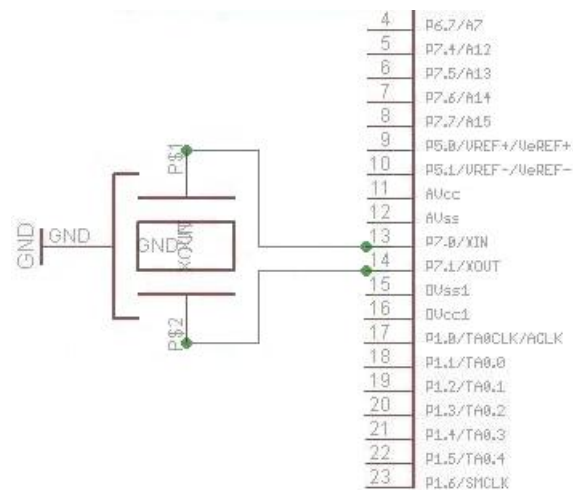 4 P6.7/A7
5 P7.4/A12
6 P7.5/A13
7 P7.6/A14
8 P7.7/A15
9 P5.0/VREF+/VeREF+
10 P5.1/VREF-/VeREF-
11 AVcc
12 AVss
13 P7.0/XIN
14 P7.1/XOUT
15 DVss1
16 DVcc1
17 P1.0/TA0CLK/ACLK
18 P1.1/TA0.0
19 P1.2/TA0.1
20 P1.3/TA0.2
21 P1.4/TA0.3
22 P1.5/TA0.4
23 P1.6/SMCLK
P$1
GND
GND
GND
P$2